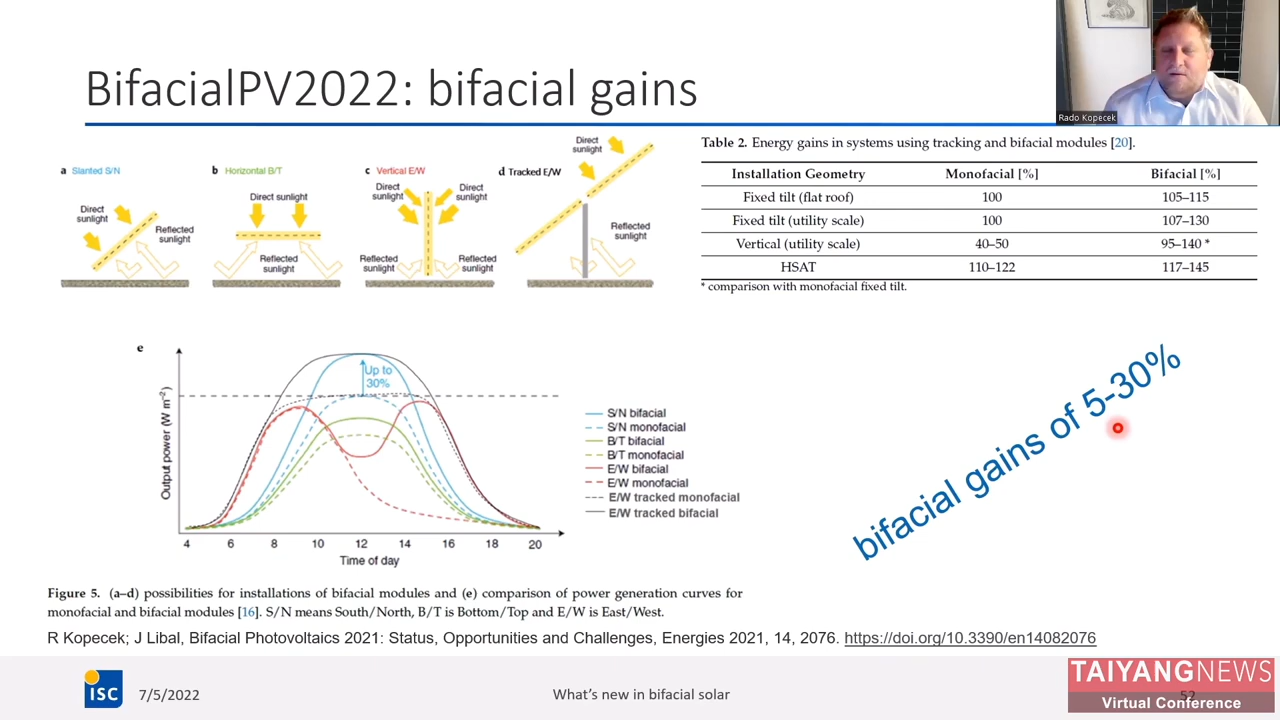 Rado Kopecek
BifacialPV2022: bifacial gains
a Slanted S/N
Direct sunlight
Reflected sunlight
b Horizontal B/T
Direct sunlight
Reflected sunlight
c Vertical E/W
Direct sunlight
Direct sunlight
Reflected sunlight
Reflected sunlight
d Tracked E/W
Direct sunlight
Reflected sunlight
Table 2. Energy gains in systems using tracking and bifacial modules [20].
Installation Geometry Monofacial [%] Bifacial [%]
Fixed tilt (flat roof) 100 105–115
Fixed tilt (utility scale) 100 107–130
Vertical (utility scale) 40–50 95–140 *
HSAT 110–122 117–145
* comparison with monofacial fixed tilt.
e
Output power (W m⁻²)
Up to
30%
4 6 8 10 12 14 16 18 20
Time of day
S/N bifacial
S/N monofacial
B/T bifacial
B/T monofacial
E/W bifacial
E/W monofacial
E/W tracked monofacial
E/W tracked bifacial
bifacial gains of 5-30%
Figure 5. (a–d) possibilities for installations of bifacial modules and (e) comparison of power generation curves for
monofacial and bifacial modules [16]. S/N means South/North, B/T is Bottom/Top and E/W is East/West.
R Kopecek; J Libal, Bifacial Photovoltaics 2021: Status, Opportunities and Challenges, Energies 2021, 14, 2076. https://doi.org/10.3390/en14082076
ISC
7/5/2022
What's new in bifacial solar
52
TAIYANGNEWS
Virtual Conference